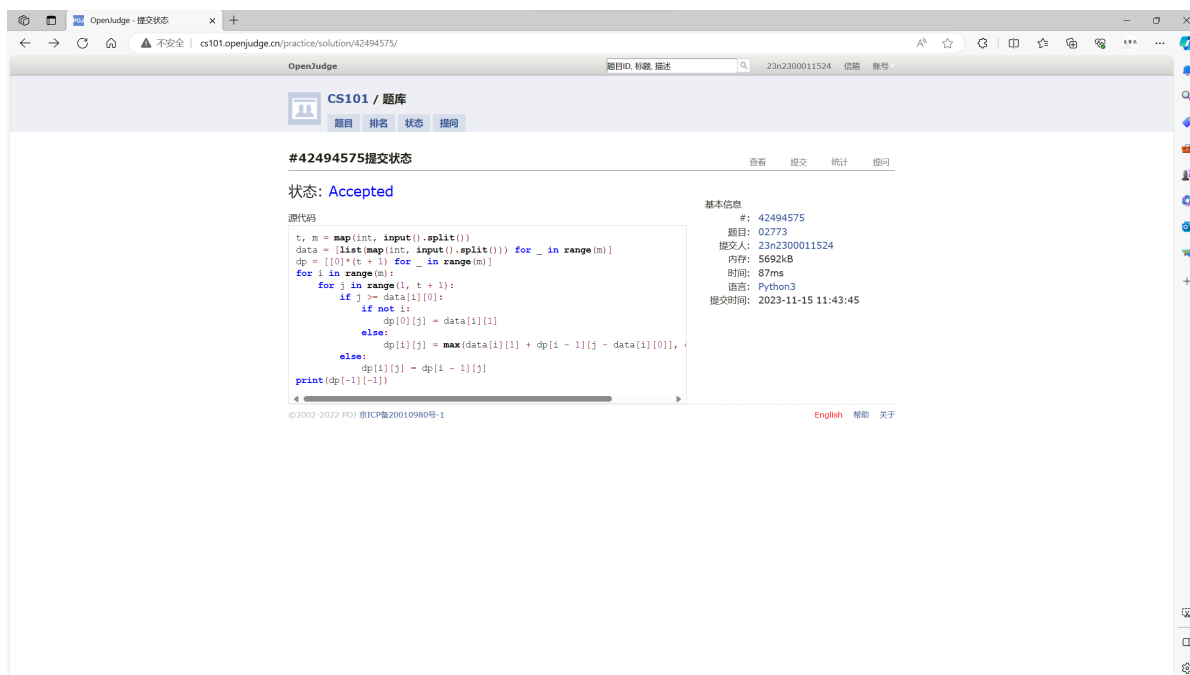 OpenJudge - 提交状态
不安全 | cs101.openjudge.cn/practice/solution/42494575/
OpenJudge 题目ID, 标题, 描述 23n2300011524 信箱 账号
CS101 / 题库
题目 排名 状态 提问
#42494575提交状态 查看 提交 统计 提问
状态: Accepted
源代码
t, m = map(int, input().split())
data = [list(map(int, input().split())) for _ in range(m)]
dp = [[0]*(t + 1) for _ in range(m)]
for i in range(m):
    for j in range(1, t + 1):
        if j >= data[i][0]:
            if not i:
                dp[0][j] = data[i][1]
            else:
                dp[i][j] = max(data[i][1] + dp[i - 1][j - data[i][0]],
        else:
            dp[i][j] = dp[i - 1][j]
print(dp[-1][-1])
基本信息
#: 42494575
题目: 02773
提交人: 23n2300011524
内存: 5692kB
时间: 87ms
语言: Python3
提交时间: 2023-11-15 11:43:45
©2002-2022 POJ 京ICP备20010980号-1 English 帮助 关于